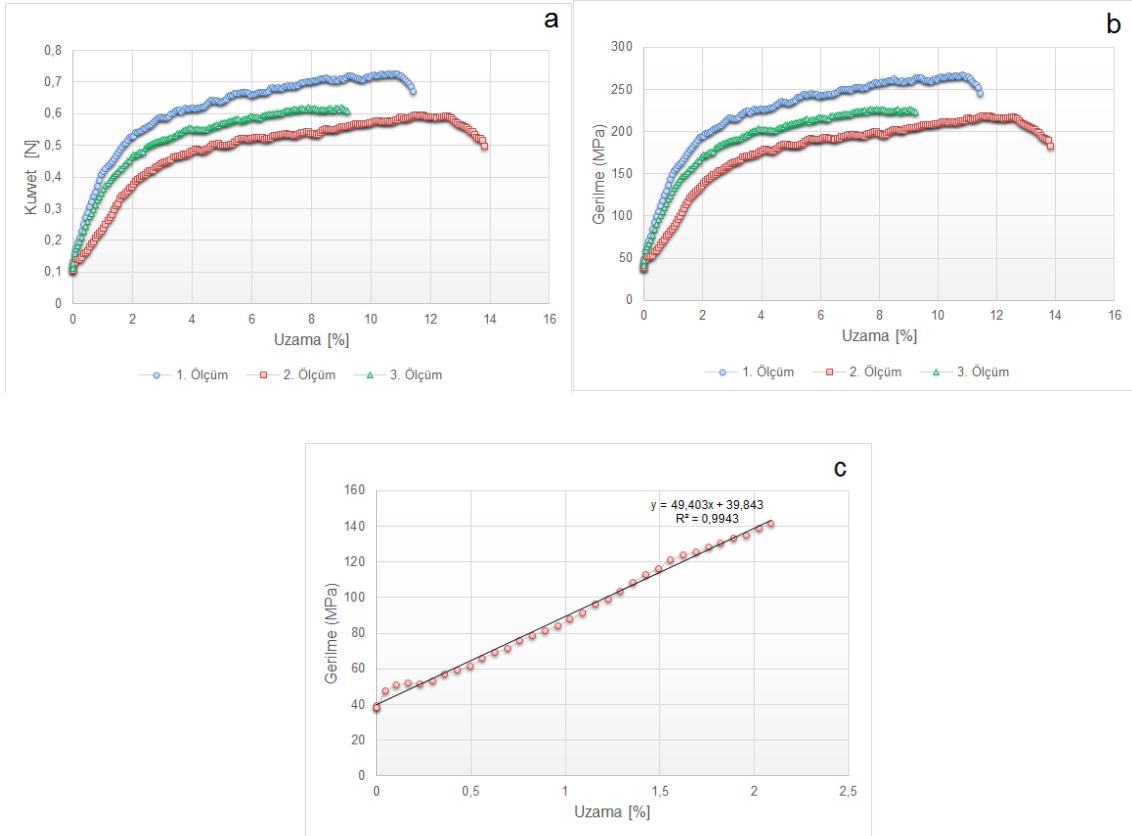 a
0,8
0,7
0,6
0,5
0,4
0,3
0,2
0,1
0
Kuvvet [N]
0 2 4 6 8 10 12 14 16
Uzama [%]
1. Ölçüm 2. Ölçüm 3. Ölçüm
b
300
250
200
150
100
50
0
Gerilme (MPa)
0 2 4 6 8 10 12 14 16
Uzama [%]
1. Ölçüm 2. Ölçüm 3. Ölçüm
c
160
140
120
100
80
60
40
20
0
Gerilme (MPa)
y = 49,403x + 39,843
R² = 0,9943
0 0,5 1 1,5 2 2,5
Uzama [%]